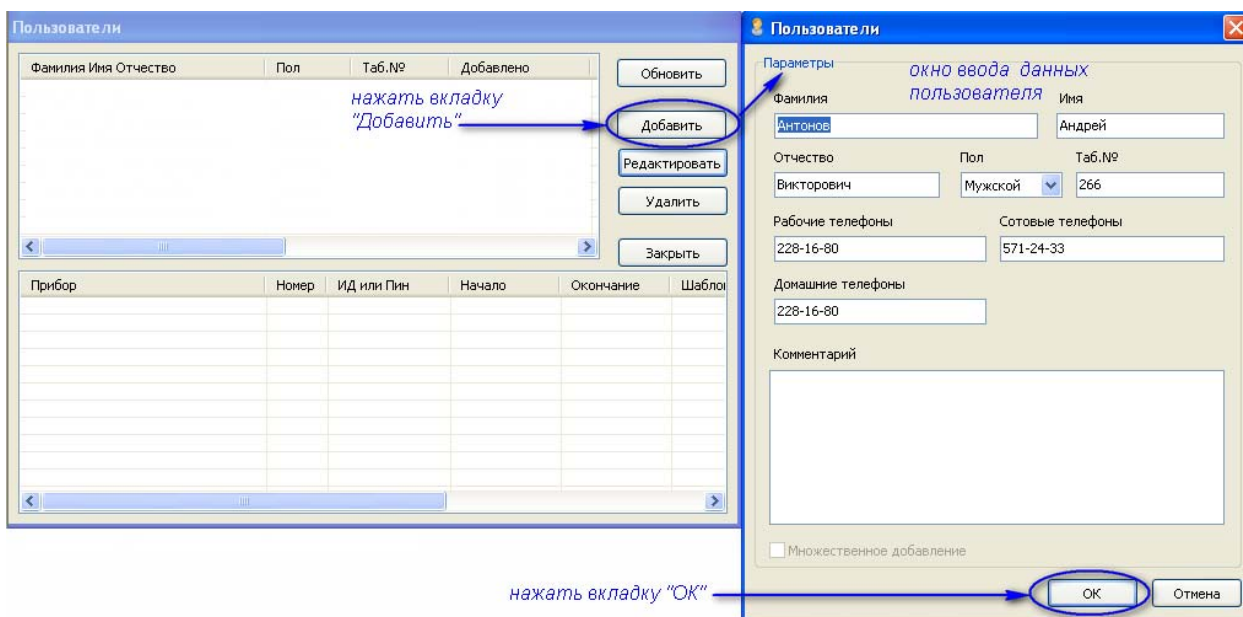 Пользователи
Фамилия Имя Отчество Пол Таб.№ Добавлено
нажать вкладку
"Добавить"
Обновить
Добавить
Редактировать
Удалить
Закрыть
Прибор Номер ИД или Пин Начало Окончание Шаблон
Пользователи
Параметры
окно ввода данных
пользователя
Фамилия Имя
Антонов Андрей
Отчество Пол Таб.№
Викторович Мужской 266
Рабочие телефоны Сотовые телефоны
228-16-80 571-24-33
Домашние телефоны
228-16-80
Комментарий
Множественное добавление
нажать вкладку "ОК"
ОК Отмена